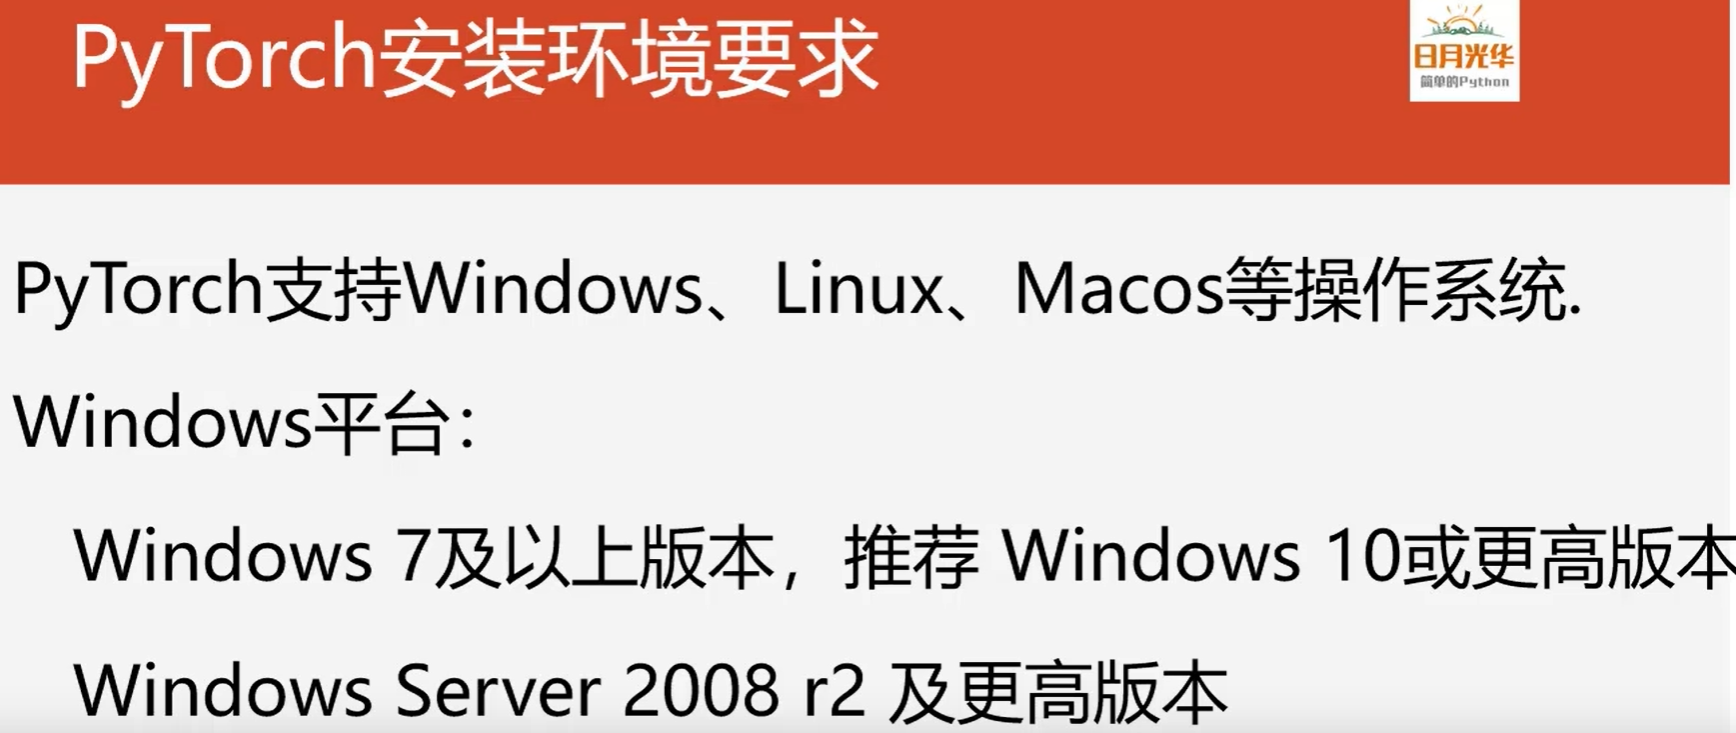 PyTorch安装环境要求
日月光华
简单的Python
PyTorch支持Windows、Linux、Macos等操作系统.
Windows平台：
Windows 7及以上版本，推荐 Windows 10或更高版本
Windows Server 2008 r2 及更高版本